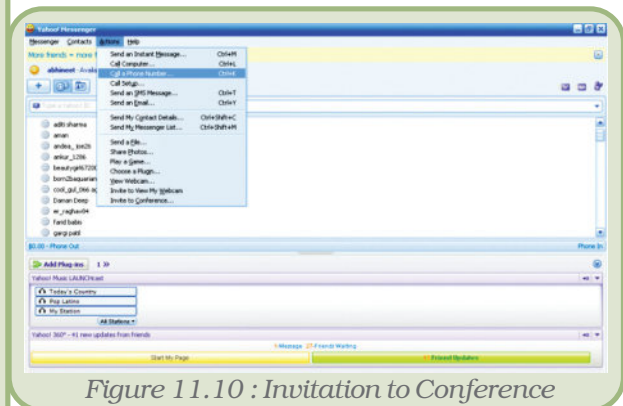 Yahoo! Messenger
Messenger Contacts Actions Help
More friends = more
abhineet
Send an Instant Message... Ctrl+M
Call Computer... Ctrl+L
Call a Phone Number... Ctrl+K
Call Setup...
Send an SMS Message... Ctrl+T
Send an Email... Ctrl+Y
Send My Contact Details... Ctrl+Shift+C
Send My Messenger List... Ctrl+Shift+M
Send a File...
Share Photos...
Play a Game...
Choose a Plugin...
View Webcam...
Invite to View My Webcam
Invite to Conference...
aditi sharma
aman
ankur_1286
Daman Deep
er_raghav84
farid babu
gargi patil
$0.00 - Phone Out Phone In
Add Plug-ins 1
Yahoo! Music LAUNCHcast
Today's Country
Pop Latino
My Station
All Stations
Yahoo! 360° - 41 new updates from friends
1-Message 27-Friends Waiting
Start My Page Friend Updates
Figure 11.10 : Invitation to Conference